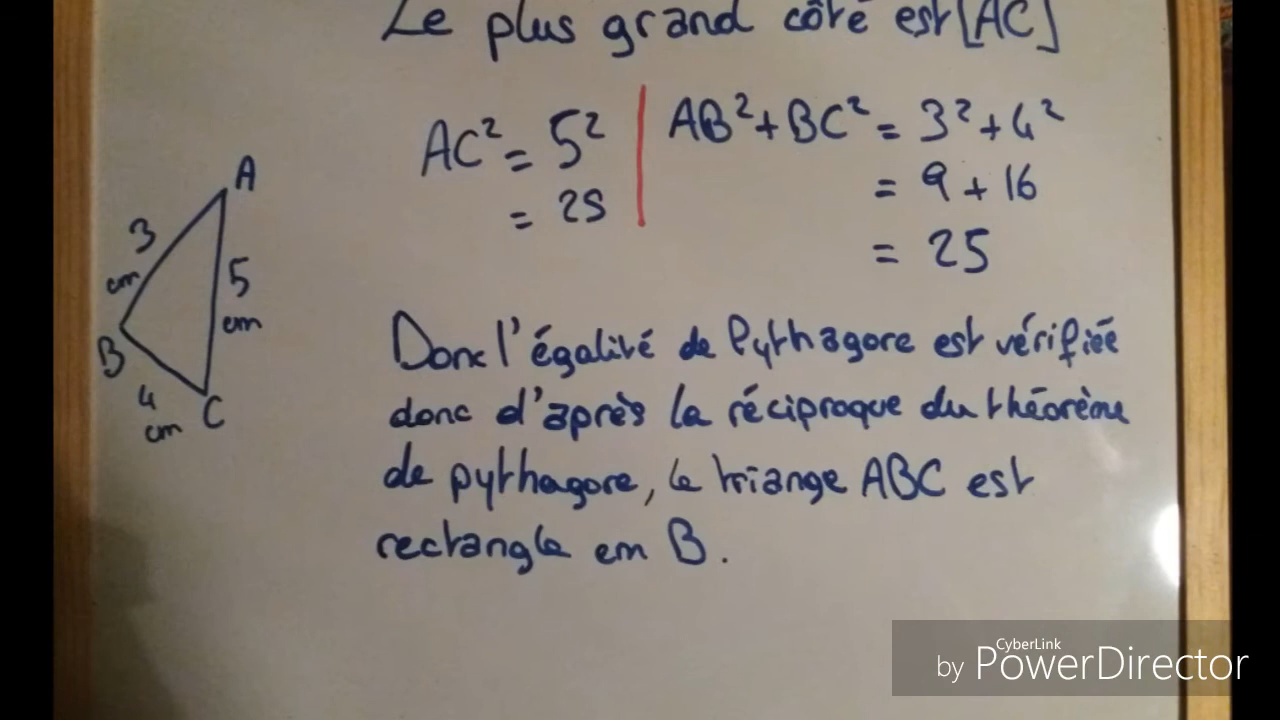 Le plus grand côté est [AC]
AC² = 5²
= 25
AB² + BC² = 3² + 4²
= 9 + 16
= 25
A
3
cm
5
cm
B
4
cm
C
Donc l'égalité de Pythagore est vérifiée
donc d'après la réciproque du théorème
de pythagore, le triange ABC est
rectangle en B.
CyberLink
by PowerDirector